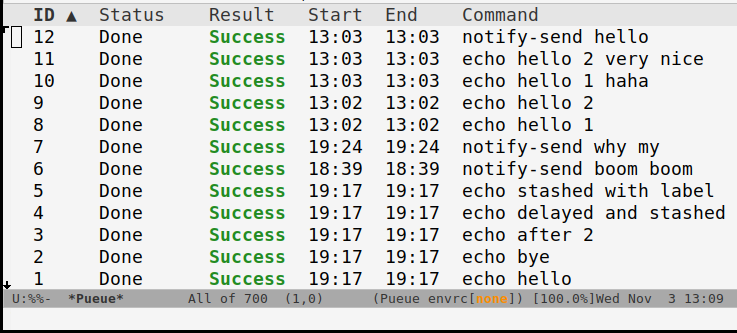 ID ▲ Status Result Start End Command
12 Done Success 13:03 13:03 notify-send hello
11 Done Success 13:03 13:03 echo hello 2 very nice
10 Done Success 13:03 13:03 echo hello 1 haha
9 Done Success 13:02 13:02 echo hello 2
8 Done Success 13:02 13:02 echo hello 1
7 Done Success 19:24 19:24 notify-send why my
6 Done Success 18:39 18:39 notify-send boom boom
5 Done Success 19:17 19:17 echo stashed with label
4 Done Success 19:17 19:17 echo delayed and stashed
3 Done Success 19:17 19:17 echo after 2
2 Done Success 19:17 19:17 echo bye
1 Done Success 19:17 19:17 echo hello
U:%%- *Pueue* All of 700 (1,0) (Pueue envrc[none]) [100.0%]Wed Nov 3 13:09